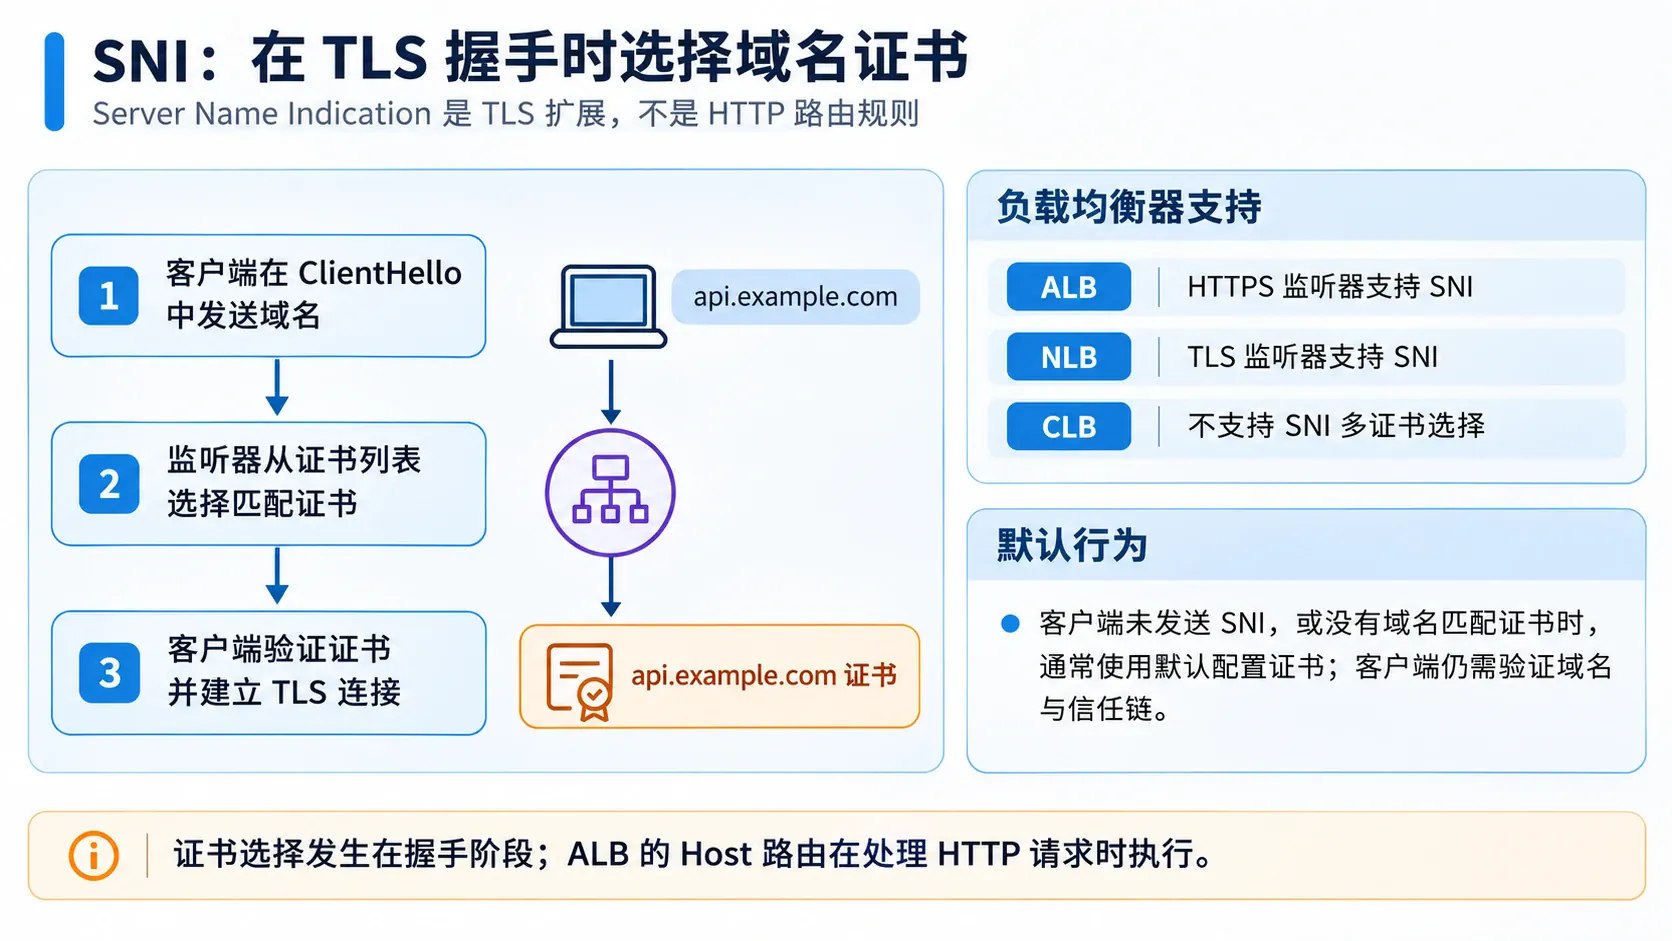 SNI：在 TLS 握手时选择域名证书
Server Name Indication 是 TLS 扩展，不是 HTTP 路由规则
1
客户端在 ClientHello
中发送域名
2
监听器从证书列表
选择匹配证书
3
客户端验证证书
并建立 TLS 连接
api.example.com
api.example.com 证书
负载均衡器支持
ALB
HTTPS 监听器支持 SNI
NLB
TLS 监听器支持 SNI
CLB
不支持 SNI 多证书选择
默认行为
客户端未发送 SNI，或没有域名匹配证书时，
通常使用默认配置证书；客户端仍需验证域名
与信任链。
证书选择发生在握手阶段；ALB 的 Host 路由在处理 HTTP 请求时执行。